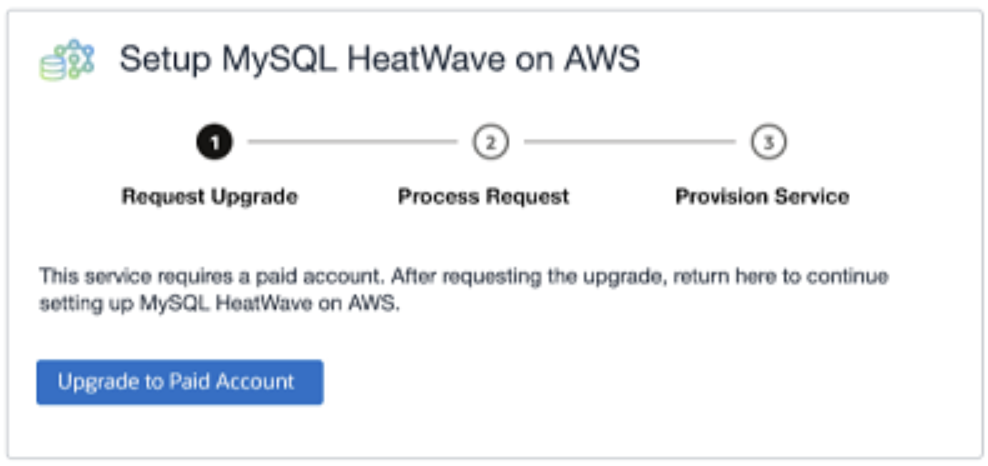 Setup MySQL HeatWave on AWS
1 2 3
Request Upgrade Process Request Provision Service
This service requires a paid account. After requesting the upgrade, return here to continue
setting up MySQL HeatWave on AWS.
Upgrade to Paid Account